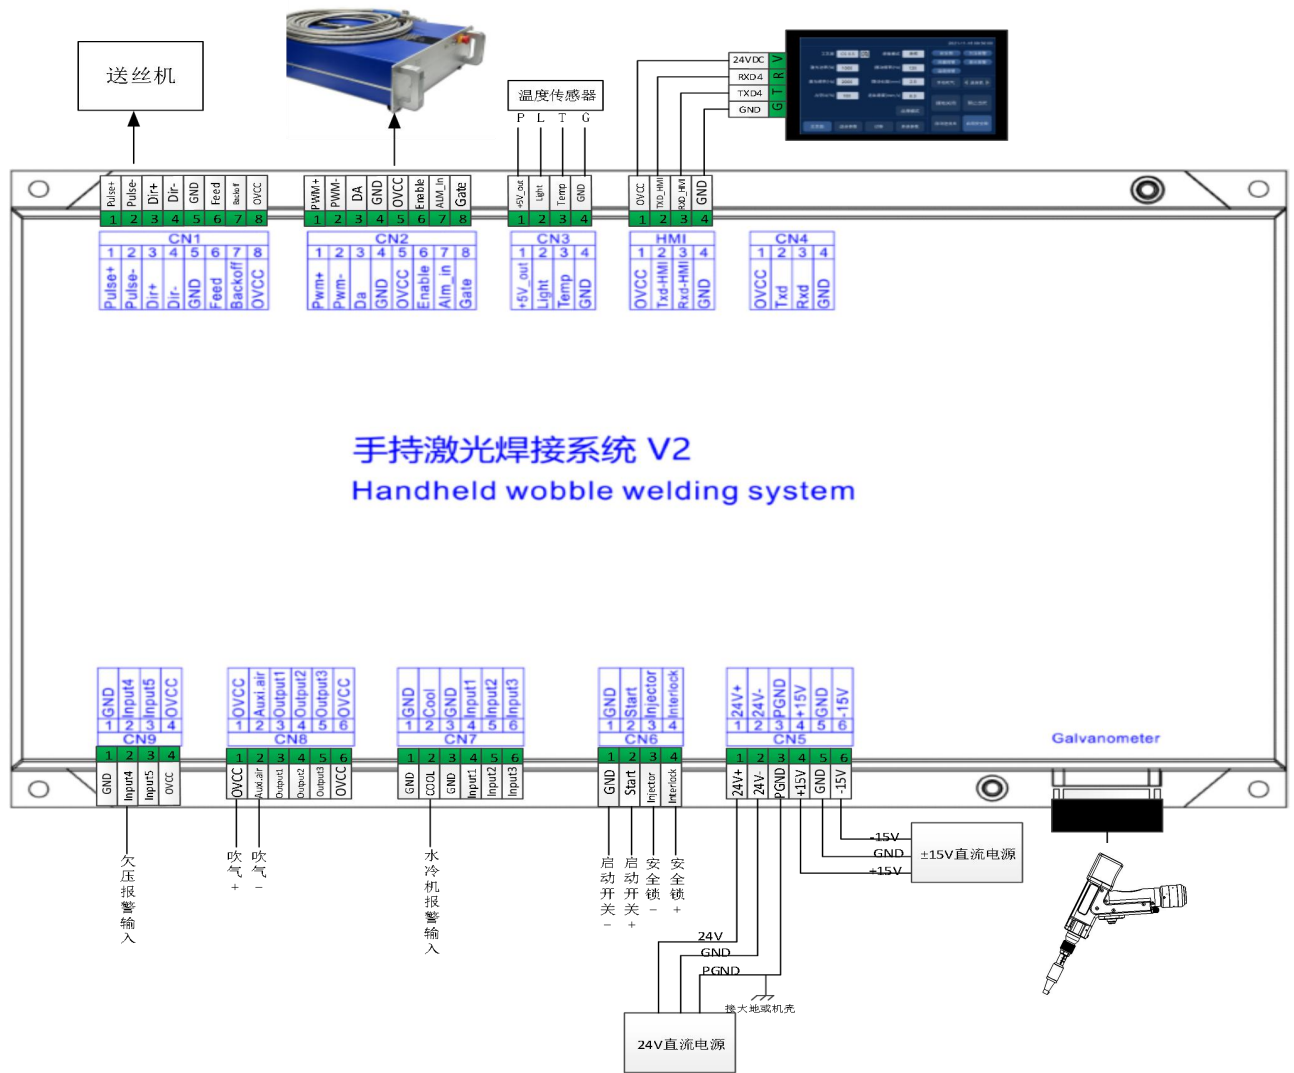 送丝机
温度传感器
P L T G
24VDC V
RXD4 R
TXD4 T
GND G
Pulse+ Pulse- Dir+ Dir- GND Feed Backoff OVCC
1 2 3 4 5 6 7 8
CN1
1 2 3 4 5 6 7 8
Pulse+ Pulse- Dir+ Dir- GND Feed Backoff OVCC
PWM+ PWM- DA GND OVCC Enable ALM_In Gate
1 2 3 4 5 6 7 8
CN2
1 2 3 4 5 6 7 8
Pwm+ Pwm- Da GND OVCC Enable Alm_in Gate
+5V_out Light Temp GND
1 2 3 4
CN3
1 2 3 4
+5V_out Light Temp GND
OVCC TXD_HMI RXD_HMI GND
1 2 3 4
HMI
1 2 3 4
OVCC Txd-HMI Rxd-HMI GND
CN4
1 2 3 4
OVCC Txd Rxd GND
手持激光焊接系统 V2
Handheld wobble welding system
GND Input4 Input5 OVCC
1 2 3 4
CN9
1 2 3 4
GND Input4 Input5 OVCC
欠压报警输入
OVCC Auxi.air Output1 Output2 Output3 OVCC
1 2 3 4 5 6
CN8
1 2 3 4 5 6
OVCC Auxi.air Output1 Output2 Output3 OVCC
吹气+
吹气-
GND Cool GND Input1 Input2 Input3
1 2 3 4 5 6
CN7
1 2 3 4 5 6
GND COOL GND Input1 Input2 Input3
水冷机报警输入
GND Start Injector Interlock
1 2 3 4
CN6
1 2 3 4
GND Start Injector Interlock
启动开关-
启动开关+
安全锁-
安全锁+
24V+ 24V- PGND +15V GND -15V
1 2 3 4 5 6
CN5
1 2 3 4 5 6
24V+ 24V- PGND +15V GND -15V
Galvanometer
-15V
GND
+15V
±15V直流电源
24V
GND
PGND
接大地或机壳
24V直流电源